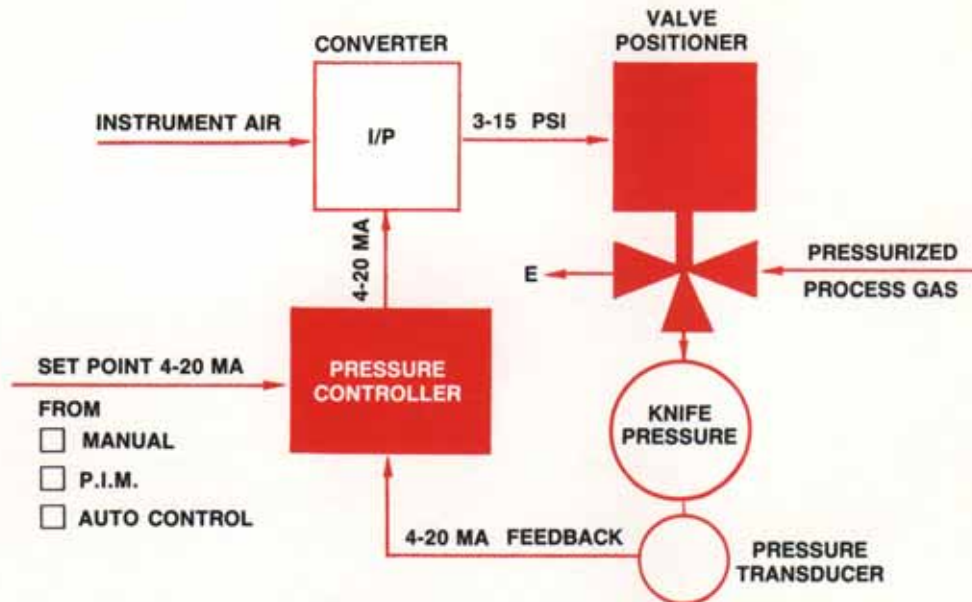 CONVERTER
VALVE
POSITIONER
INSTRUMENT AIR
I/P
3-15 PSI
4-20 MA
E
PRESSURIZED
PROCESS GAS
SET POINT 4-20 MA
FROM
MANUAL
P.I.M.
AUTO CONTROL
PRESSURE
CONTROLLER
KNIFE
PRESSURE
4-20 MA FEEDBACK
PRESSURE
TRANSDUCER